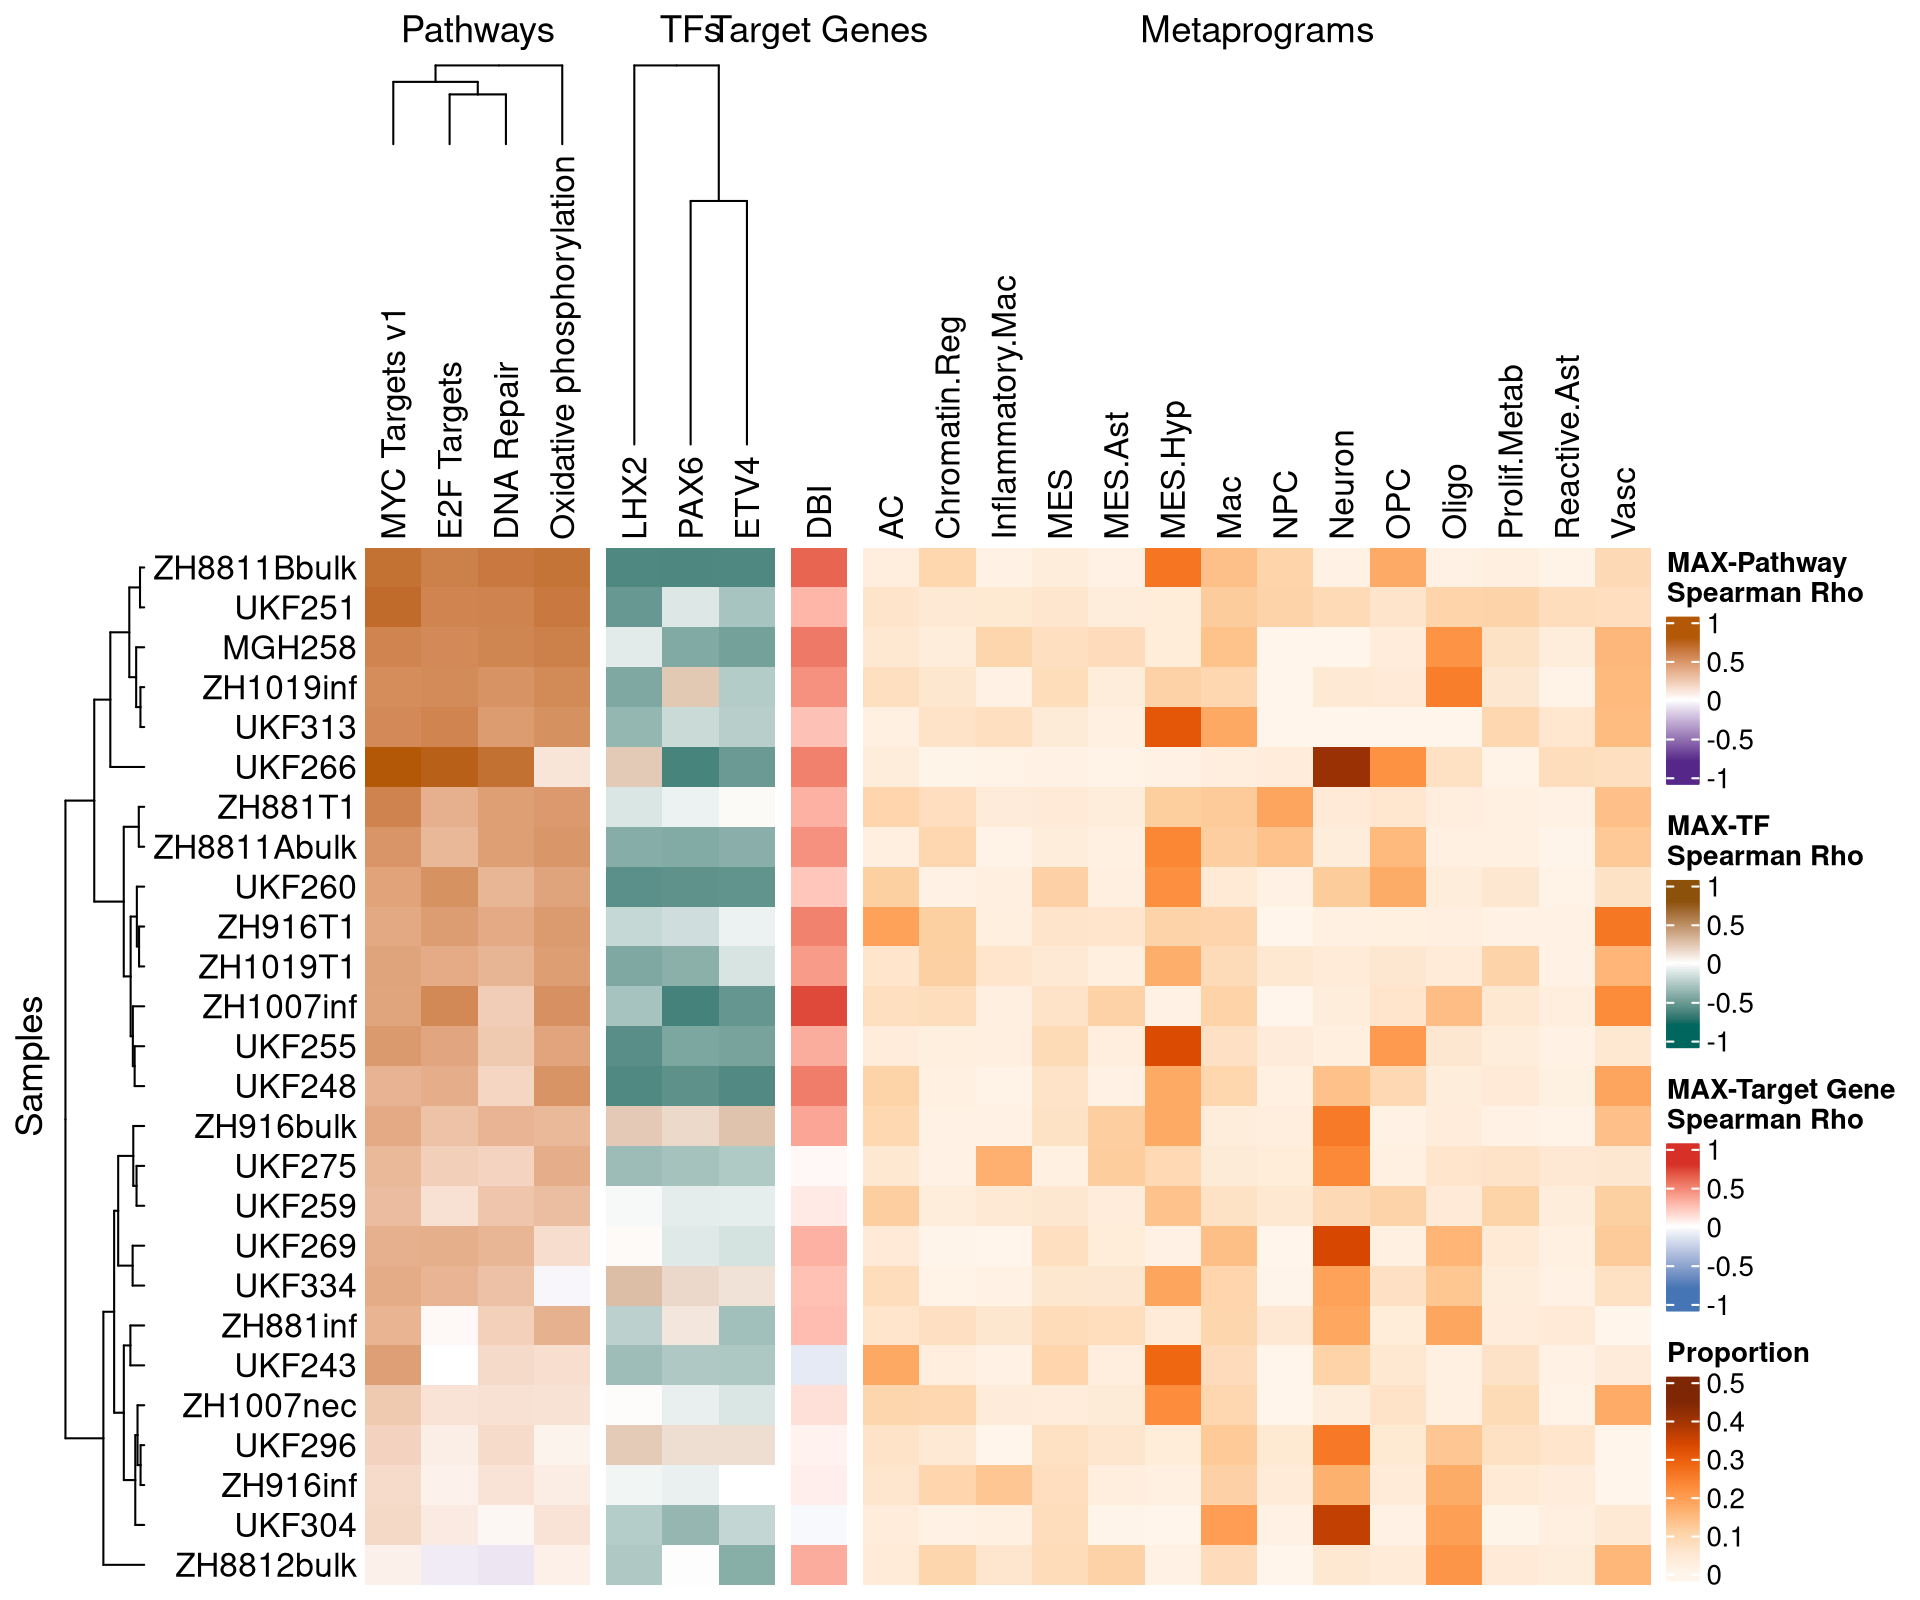 Pathways
TFs
Target Genes
Metaprograms
MYC Targets v1
E2F Targets
DNA Repair
Oxidative phosphorylation
LHX2
PAX6
ETV4
DBI
AC
Chromatin.Reg
Inflammatory.Mac
MES
MES.Ast
MES.Hyp
Mac
NPC
Neuron
OPC
Oligo
Prolif.Metab
Reactive.Ast
Vasc
Samples
ZH8811Bbulk
UKF251
MGH258
ZH1019inf
UKF313
UKF266
ZH881T1
ZH8811Abulk
UKF260
ZH916T1
ZH1019T1
ZH1007inf
UKF255
UKF248
ZH916bulk
UKF275
UKF259
UKF269
UKF334
ZH881inf
UKF243
ZH1007nec
UKF296
ZH916inf
UKF304
ZH8812bulk
MAX-Pathway
Spearman Rho
1
0.5
0
-0.5
-1
MAX-TF
Spearman Rho
1
0.5
0
-0.5
-1
MAX-Target Gene
Spearman Rho
1
0.5
0
-0.5
-1
Proportion
0.5
0.4
0.3
0.2
0.1
0